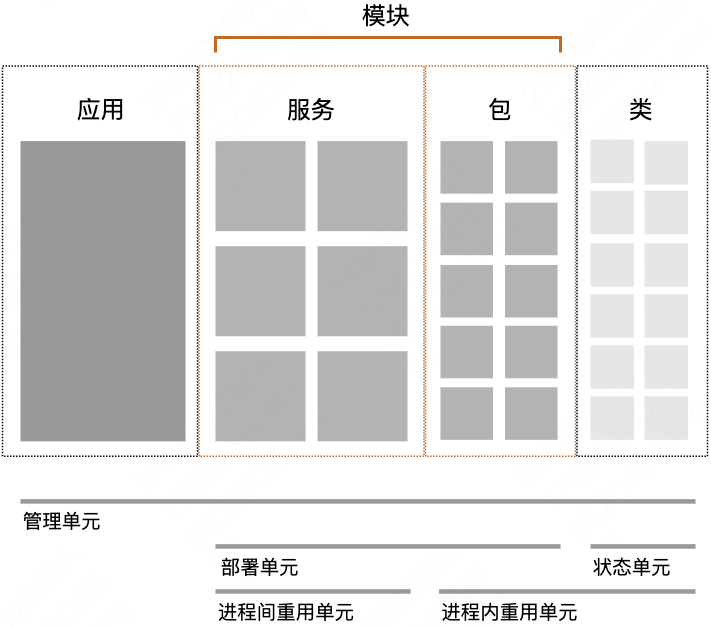 模块
应用
服务
包
类
管理单元
部署单元
状态单元
进程间重用单元
进程内重用单元